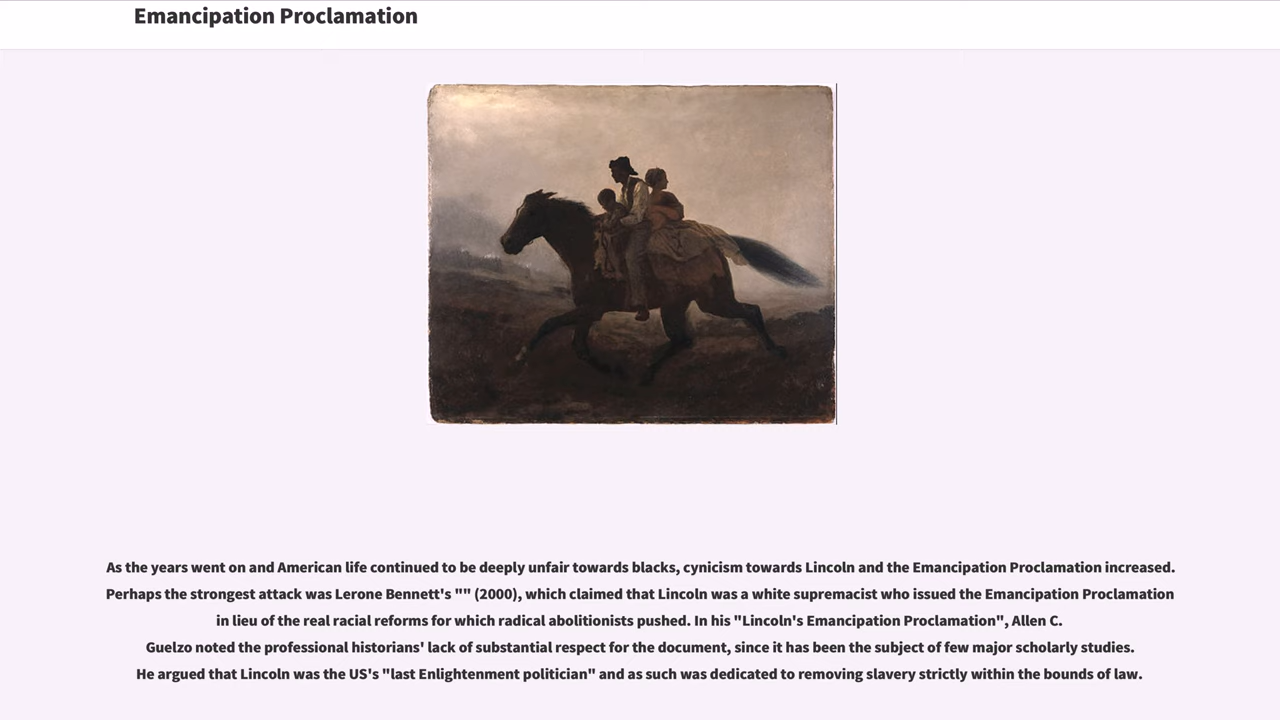 Emancipation Proclamation
As the years went on and American life continued to be deeply unfair towards blacks, cynicism towards Lincoln and the Emancipation Proclamation increased.
Perhaps the strongest attack was Lerone Bennett's "" (2000), which claimed that Lincoln was a white supremacist who issued the Emancipation Proclamation
in lieu of the real racial reforms for which radical abolitionists pushed. In his "Lincoln's Emancipation Proclamation", Allen C.
Guelzo noted the professional historians' lack of substantial respect for the document, since it has been the subject of few major scholarly studies.
He argued that Lincoln was the US's "last Enlightenment politician" and as such was dedicated to removing slavery strictly within the bounds of law.